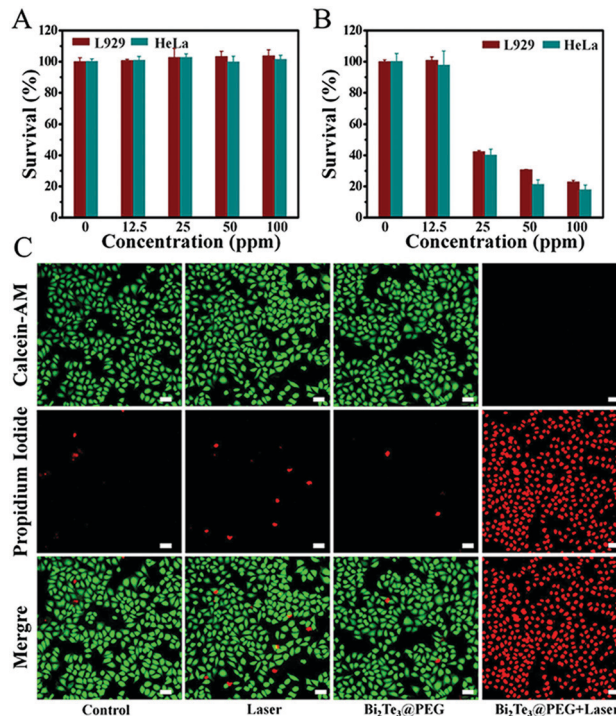 A
B
L929 HeLa
L929 HeLa
Survival (%)
120
100
80
60
40
20
0
0 12.5 25 50 100
Concentration (ppm)
Survival (%)
120
100
80
60
40
20
0
0 12.5 25 50 100
Concentration (ppm)
C
Calcein-AM
Propidium Iodide
Mergre
Control Laser Bi₂Te₃@PEG Bi₂Te₃@PEG+Laser